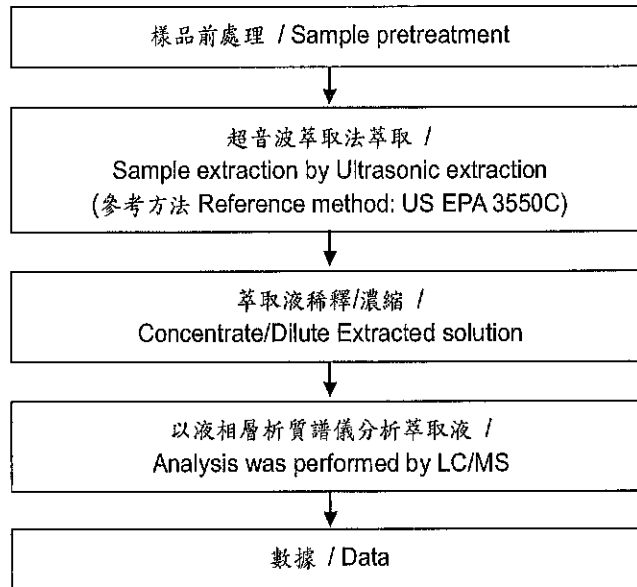 樣品前處理 / Sample pretreatment
超音波萃取法萃取 /
Sample extraction by Ultrasonic extraction
(參考方法 Reference method: US EPA 3550C)
萃取液稀釋/濃縮 /
Concentrate/Dilute Extracted solution
以液相層析質譜儀分析萃取液 /
Analysis was performed by LC/MS
數據 / Data